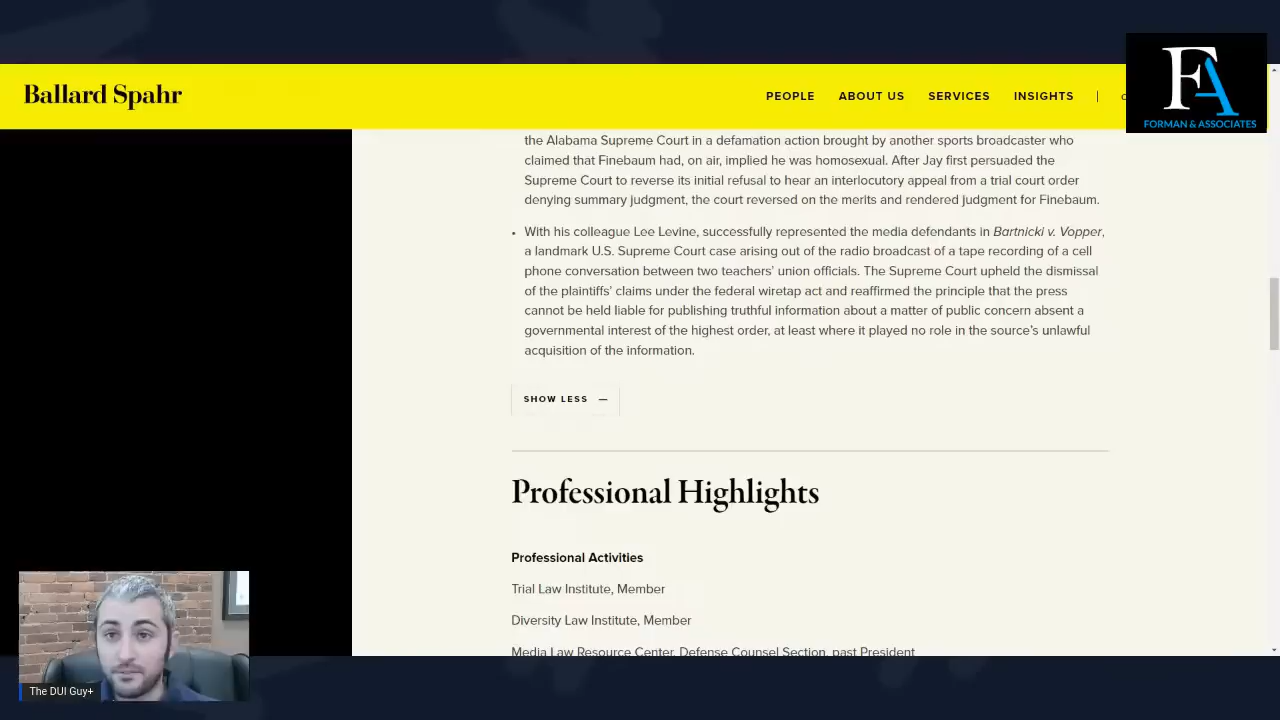 Ballard Spahr
PEOPLE
ABOUT US
SERVICES
INSIGHTS
FA
FORMAN & ASSOCIATES
the Alabama Supreme Court in a defamation action brought by another sports broadcaster who
claimed that Finebaum had, on air, implied he was homosexual. After Jay first persuaded the
Supreme Court to reverse its initial refusal to hear an interlocutory appeal from a trial court order
denying summary judgment, the court reversed on the merits and rendered judgment for Finebaum.
• With his colleague Lee Levine, successfully represented the media defendants in Bartnicki v. Vopper,
a landmark U.S. Supreme Court case arising out of the radio broadcast of a tape recording of a cell
phone conversation between two teachers’ union officials. The Supreme Court upheld the dismissal
of the plaintiffs’ claims under the federal wiretap act and reaffirmed the principle that the press
cannot be held liable for publishing truthful information about a matter of public concern absent a
governmental interest of the highest order, at least where it played no role in the source’s unlawful
acquisition of the information.
SHOW LESS —
Professional Highlights
Professional Activities
Trial Law Institute, Member
Diversity Law Institute, Member
Media Law Resource Center, Defense Counsel Section, past President
The DUI Guy+